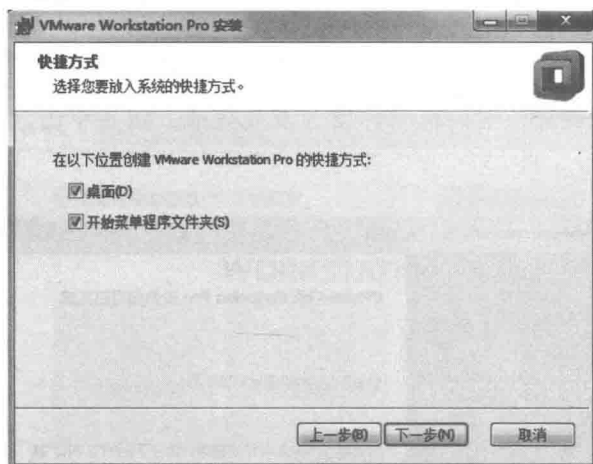 VMware Workstation Pro 安装
快捷方式
选择您要放入系统的快捷方式。
在以下位置创建 VMware Workstation Pro 的快捷方式:
桌面(D)
开始菜单程序文件夹(S)
上一步(B) 下一步(N) 取消